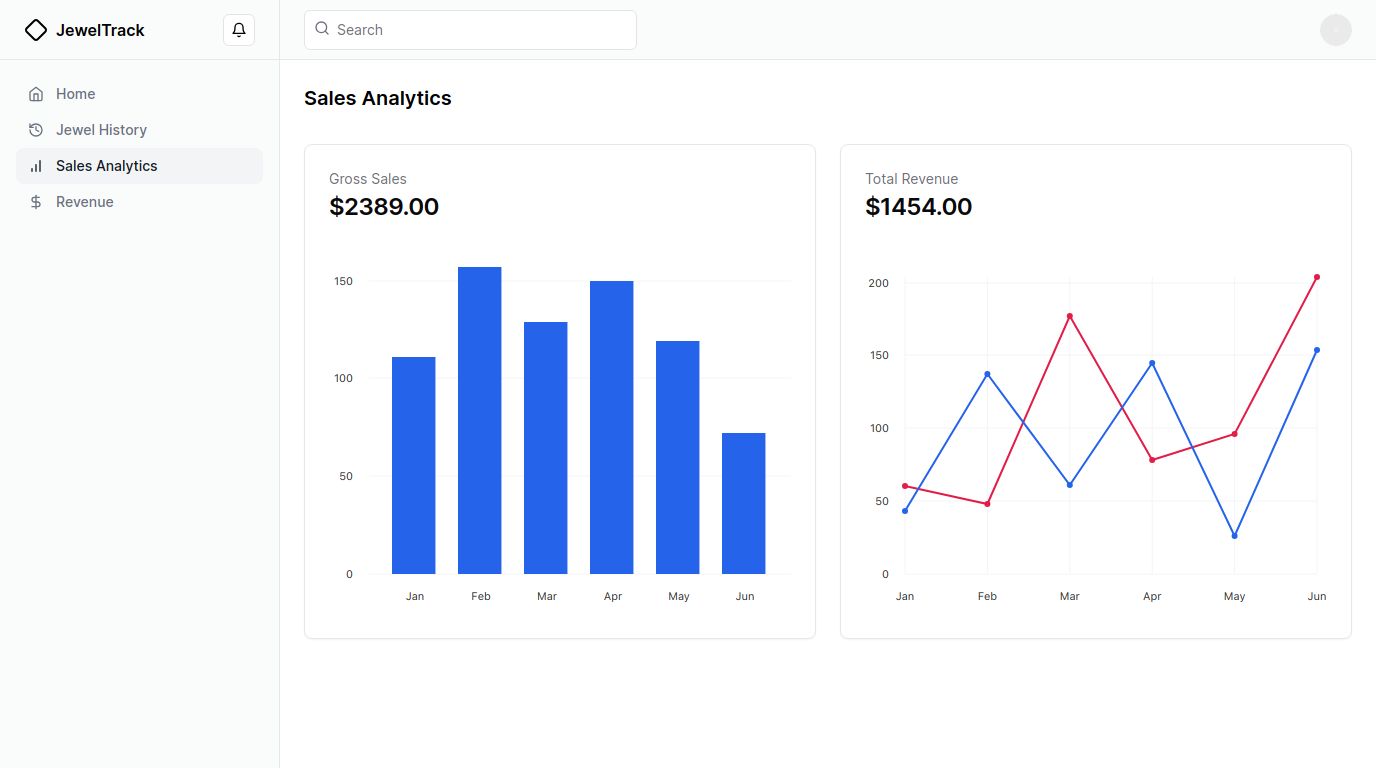 JewelTrack
Search
Home
Jewel History
Sales Analytics
Revenue
Sales Analytics
Gross Sales
$2389.00
150
100
50
0
Jan Feb Mar Apr May Jun
Total Revenue
$1454.00
200
150
100
50
0
Jan Feb Mar Apr May Jun